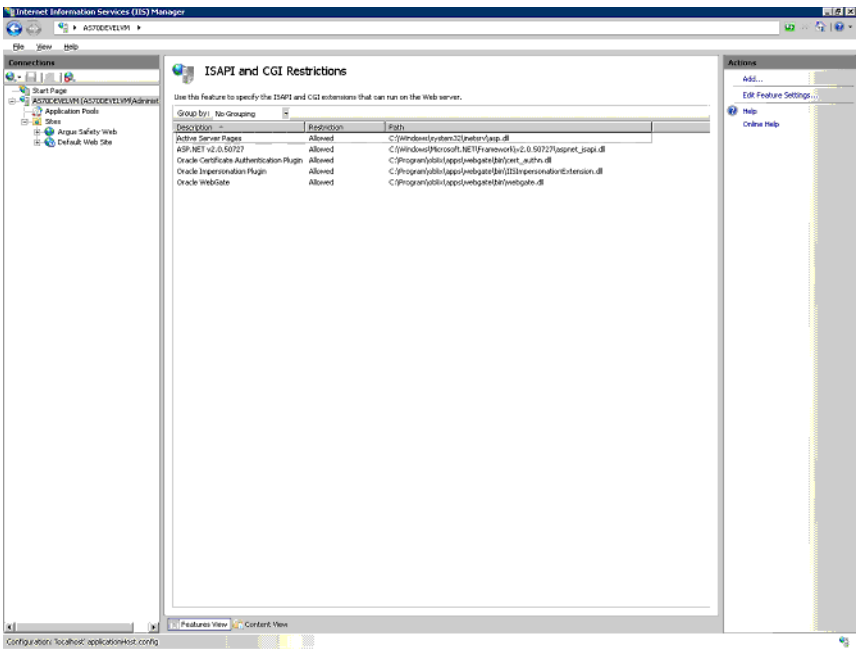 Internet Information Services (IIS) Manager
AS70DEVELVM
File View Help
Connections
Start Page
AS70DEVELVM (AS70DEVELVM\Administ
Application Pools
Sites
Argus Safety Web
Default Web Site
ISAPI and CGI Restrictions
Use this feature to specify the ISAPI and CGI extensions that can run on the Web server.
Group by: No Grouping
Description Restriction Path
Active Server Pages Allowed C:\Windows\system32\inetsrv\asp.dll
ASP.NET v2.0.50727 Allowed C:\Windows\Microsoft.NET\Framework\v2.0.50727\aspnet_isapi.dll
Oracle Certificate Authentication Plugin Allowed C:\Program\oblix\apps\webgate\bin\cert_authn.dll
Oracle Impersonation Plugin Allowed C:\Program\oblix\apps\webgate\bin\IISImpersonationExtension.dll
Oracle WebGate Allowed C:\Program\oblix\apps\webgate\bin\webgate.dll
Features View Content View
Actions
Add...
Edit Feature Settings...
Help
Online Help
Configuration: 'localhost' applicationHost.config